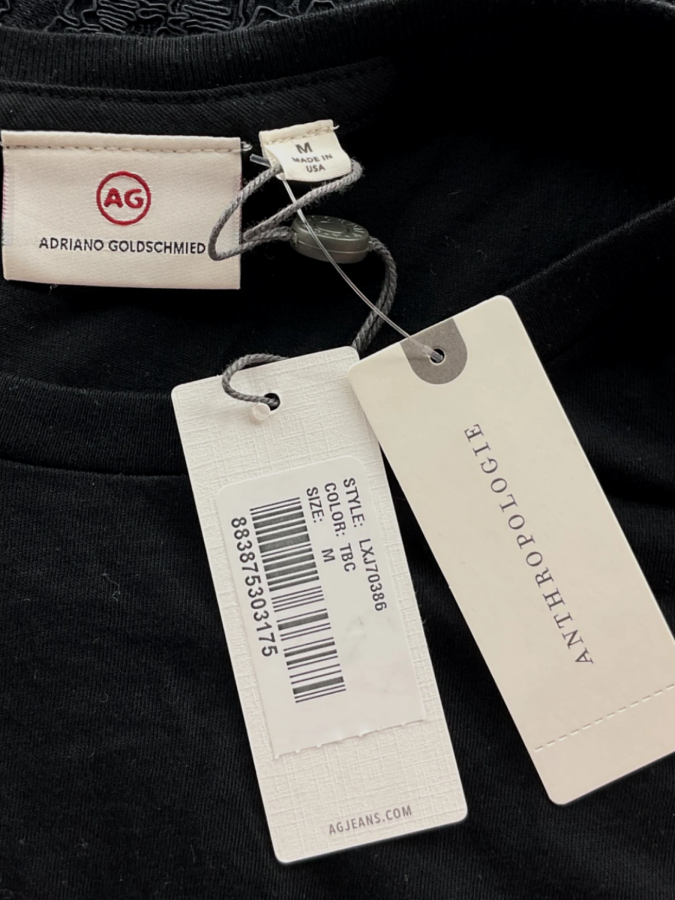 AG
ADRIANO GOLDSCHMIED
M
MADE IN
USA
STYLE: LXJ70386
COLOR: TBC
SIZE: M
883875303175
AGJEANS.COM
ANTHROPOLOGIE